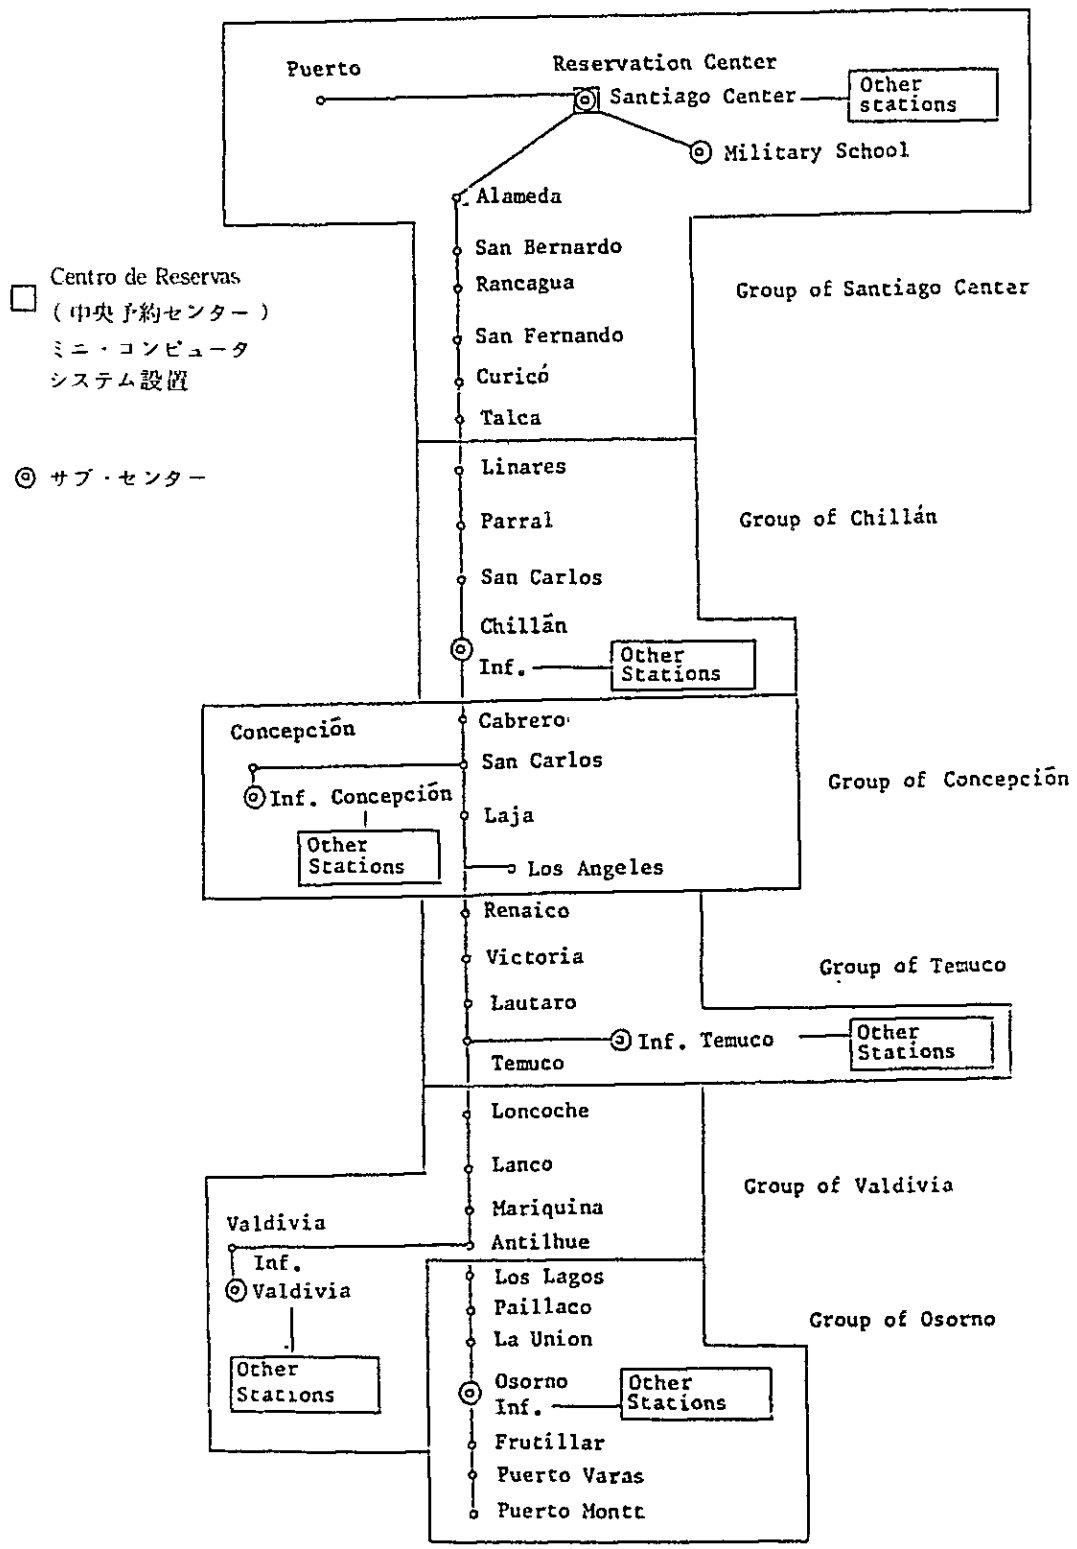 Puerto
Reservation Center
Santiago Center
Other
stations
Military School
Alameda
San Bernardo
Rancagua
San Fernando
Curicó
Talca
Group of Santiago Center
Centro de Reservas
(中央予約センター)
ミニ・コンピュータ
システム設置
サブ・センター
Linares
Parral
San Carlos
Chillān
Inf.
Other
Stations
Group of Chillán
Concepciōn
Inf. Concepciōn
Other
Stations
Cabrero
San Carlos
Laja
Los Angeles
Group of Concepciōn
Renaico
Victoria
Lautaro
Temuco
Inf. Temuco
Other
Stations
Group of Temuco
Loncoche
Lanco
Mariquina
Antilhue
Group of Valdivia
Valdivia
Inf.
Valdivia
Other
Stations
Los Lagos
Paillaco
La Union
Osorno
Inf.
Other
Stations
Frutillar
Puerto Varas
Puerto Montt
Group of Osorno